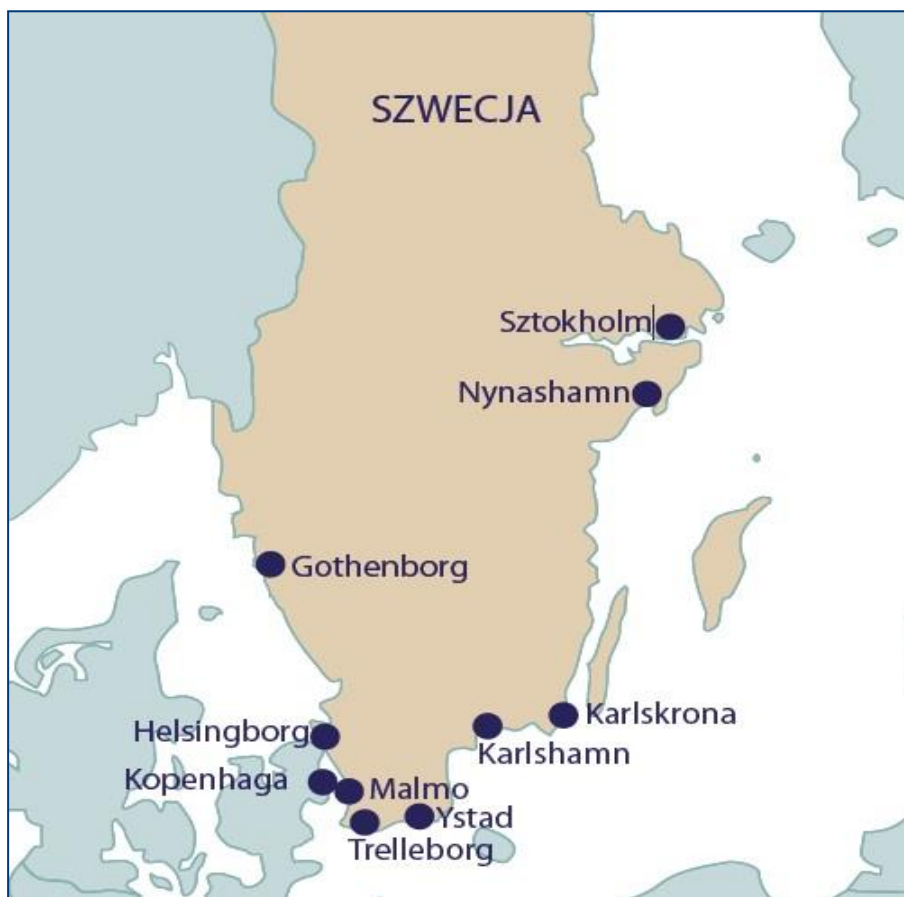 SZWECJA
Sztokholm
Nynashamn
Gothenborg
Karlskrona
Helsingborg
Karlshamn
Kopenhaga
Malmo
Ystad
Trelleborg